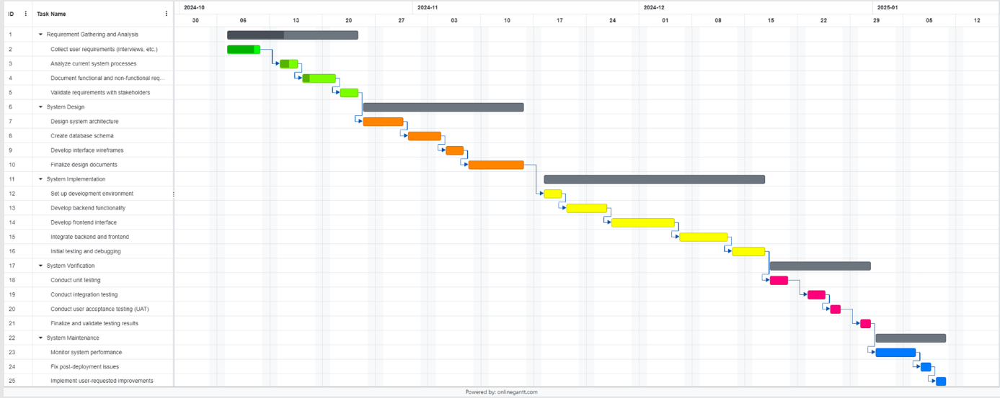 2024-10 2024-11 2024-12 2025-01
ID Task Name
30 06 13 20 27 03 10 17 24 01 08 15 22 29 05 12
1 Requirement Gathering and Analysis
2 Collect user requirements (interviews, etc.)
3 Analyze current system processes
4 Document functional and non-functional req...
5 Validate requirements with stakeholders
6 System Design
7 Design system architecture
8 Create database schema
9 Develop interface wireframes
10 Finalize design documents
11 System Implementation
12 Set up development environment
13 Develop backend functionality
14 Develop frontend interface
15 Integrate backend and frontend
16 Initial testing and debugging
17 System Verification
18 Conduct unit testing
19 Conduct integration testing
20 Conduct user acceptance testing (UAT)
21 Finalize and validate testing results
22 System Maintenance
23 Monitor system performance
24 Fix post-deployment issues
25 Implement user-requested improvements
Powered by: onlinegantt.com